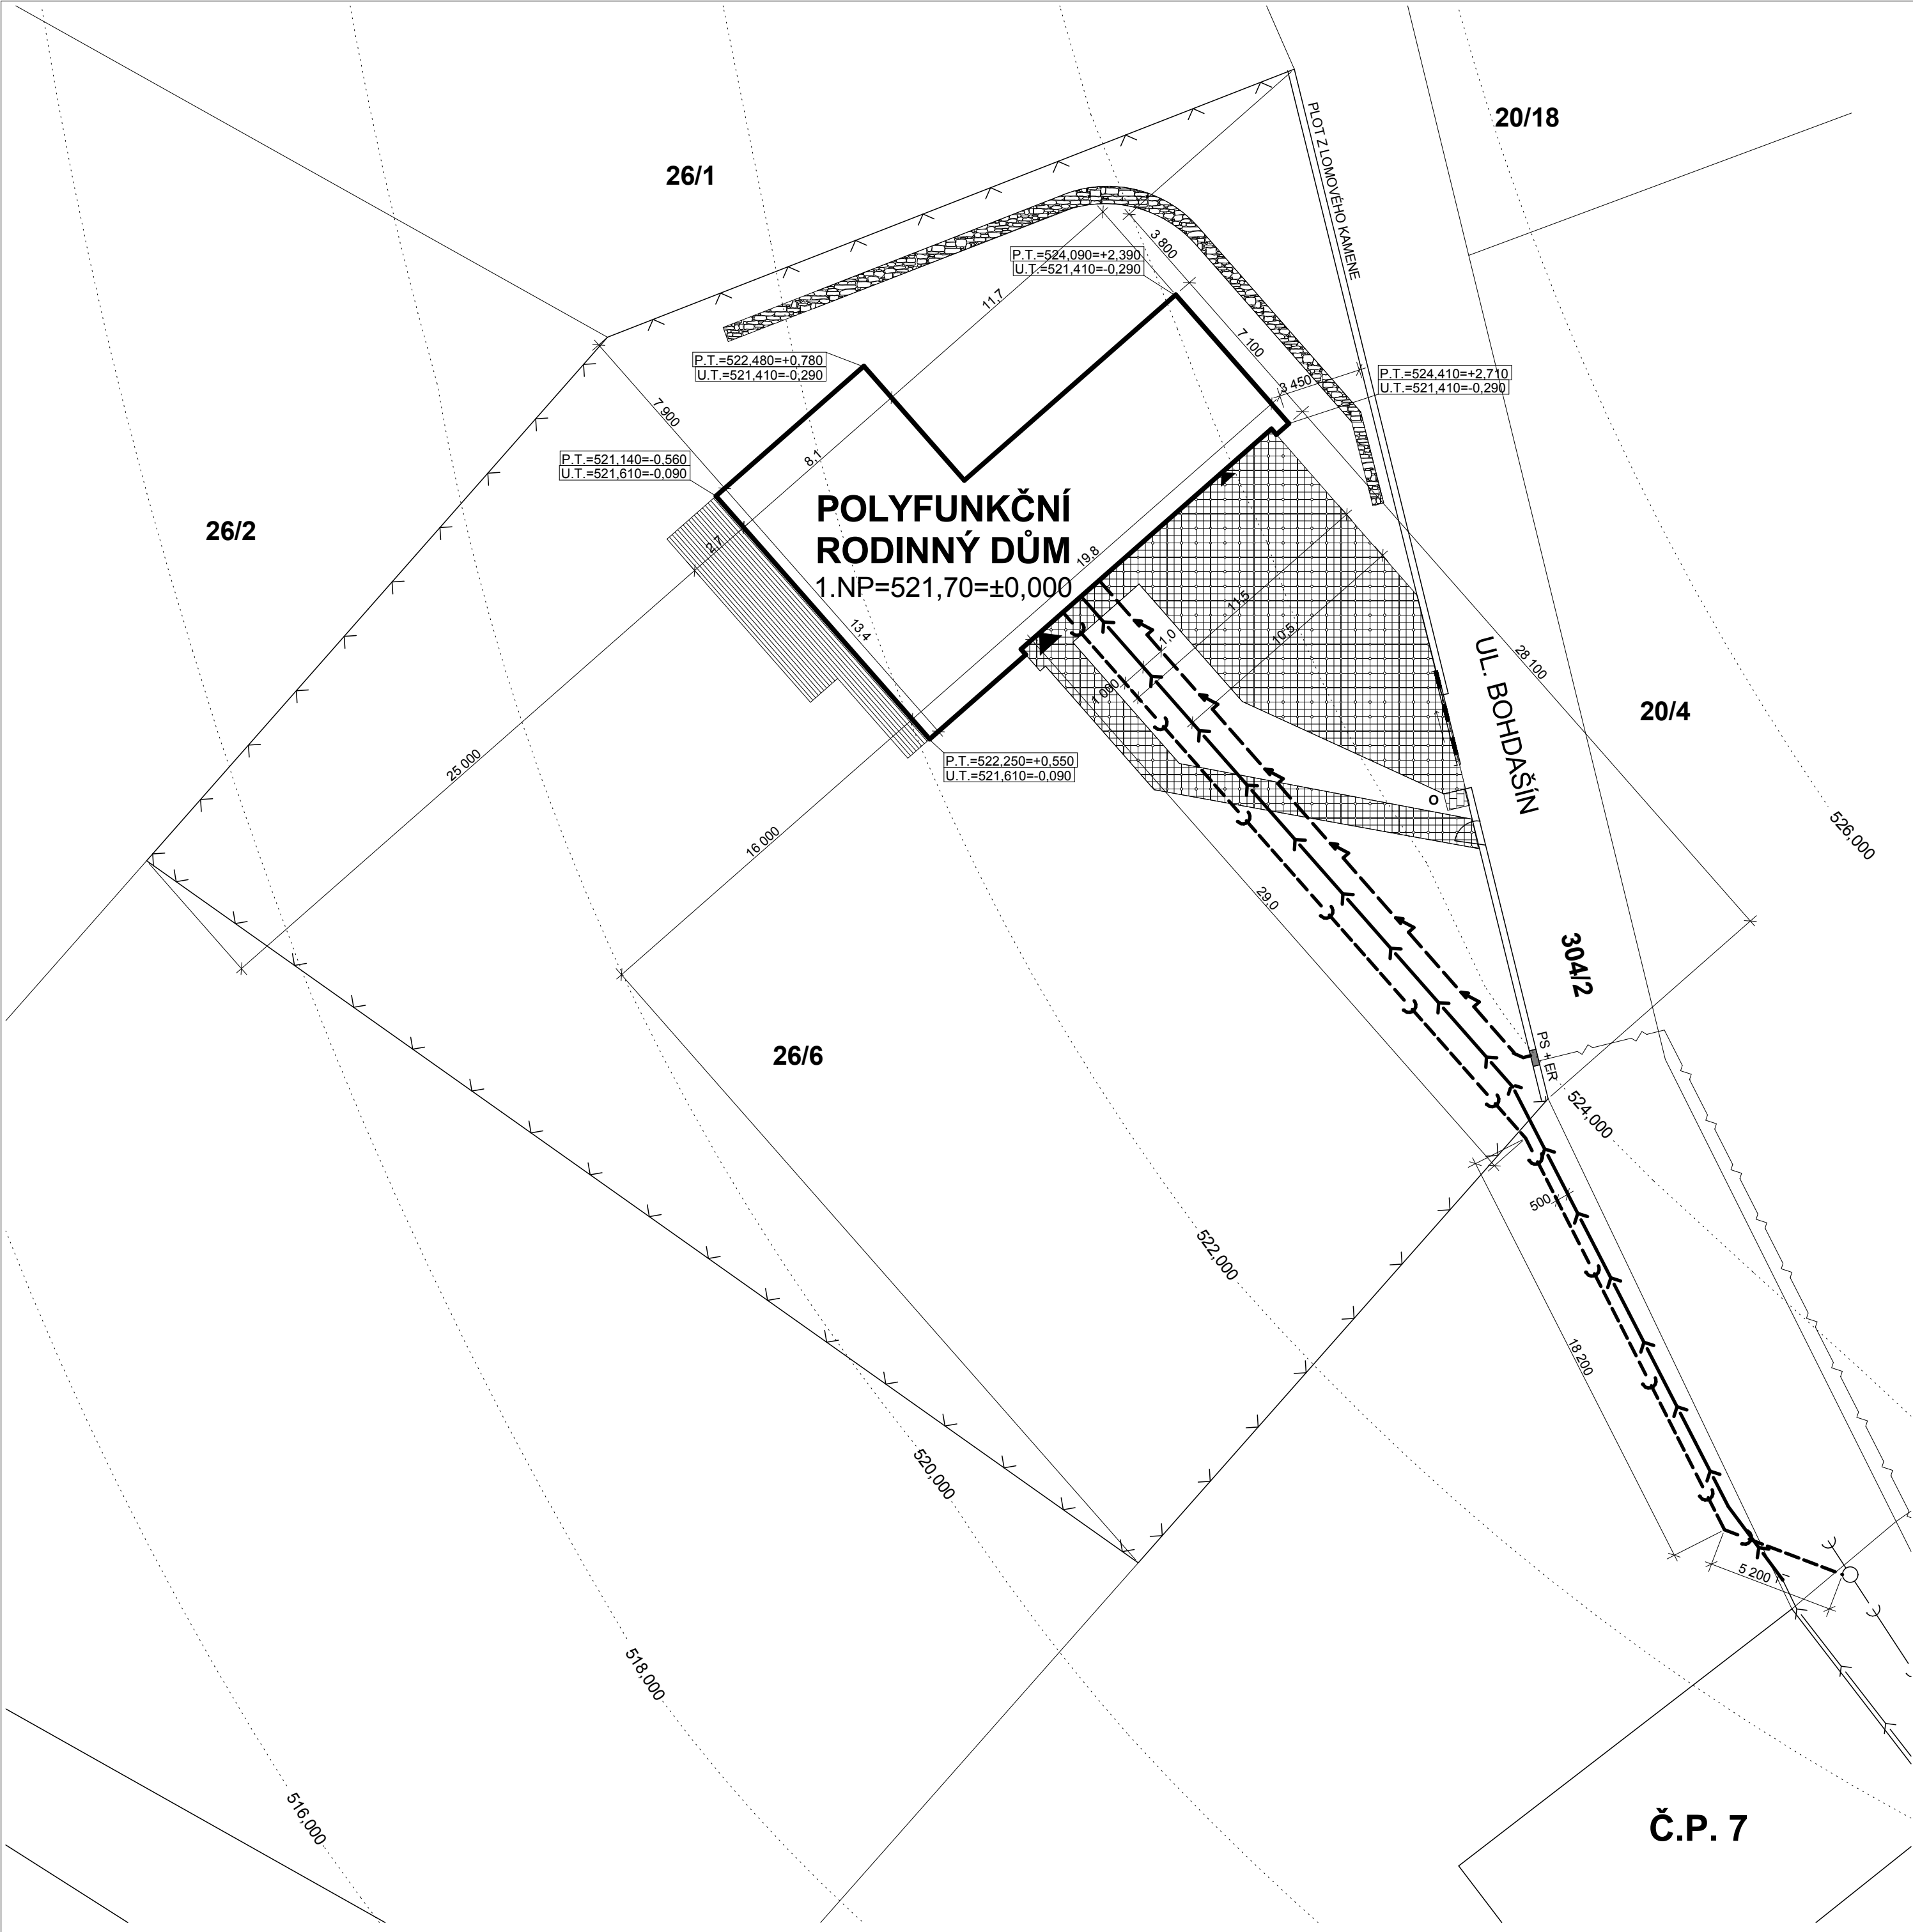 20/18
26/1
PLOT Z LOMOVÉHO KAMENE
3 800
P.T.=524,090=+2,390
U.T.=521,410=-0,290
11,7
7 100
P.T.=522,480=+0,780
U.T.=521,410=-0,290
3 450
P.T.=524,410=+2,710
U.T.=521,410=-0,290
7 900
8,1
P.T.=521,140=-0,560
U.T.=521,610=-0,090
26/2
POLYFUNKČNÍ
RODINNÝ DŮM
1.NP=521,70=±0,000
2,7
19,8
13,4
11,5
10,5
1,0
1 000
UL. BOHDAŠÍN
28 100
20/4
25 000
P.T.=522,250=+0,550
U.T.=521,610=-0,090
O
16 000
526,000
29,0
304/2
26/6
PS + ER
524,000
500
522,000
18 200
520,000
5 200
518,000
516,000
Č.P. 7